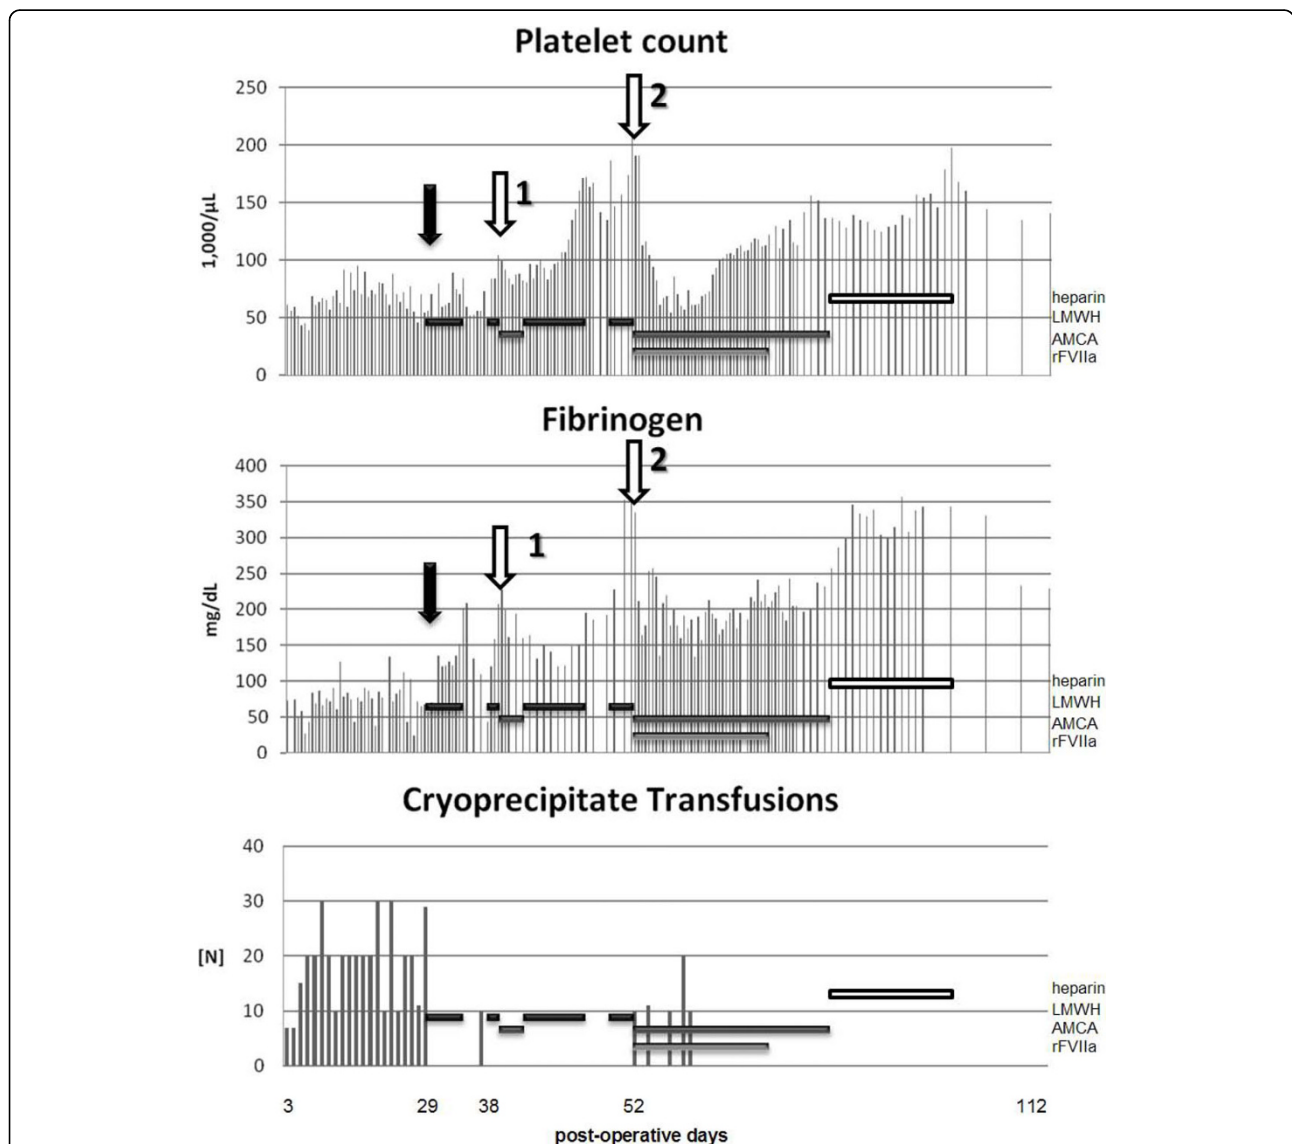 Platelet count
250
2
200
1
150
1,000/µL
100
heparin
50
LMWH
AMCA
rFVIIa
0
Fibrinogen
400
2
350
300
1
250
mg/dL
200
150
100
heparin
LMWH
50
AMCA
0
rFVIIa
Cryoprecipitate Transfusions
40
30
[N]
20
heparin
10
LMWH
AMCA
rFVIIa
0
3 29 38 52 112
post-operative days